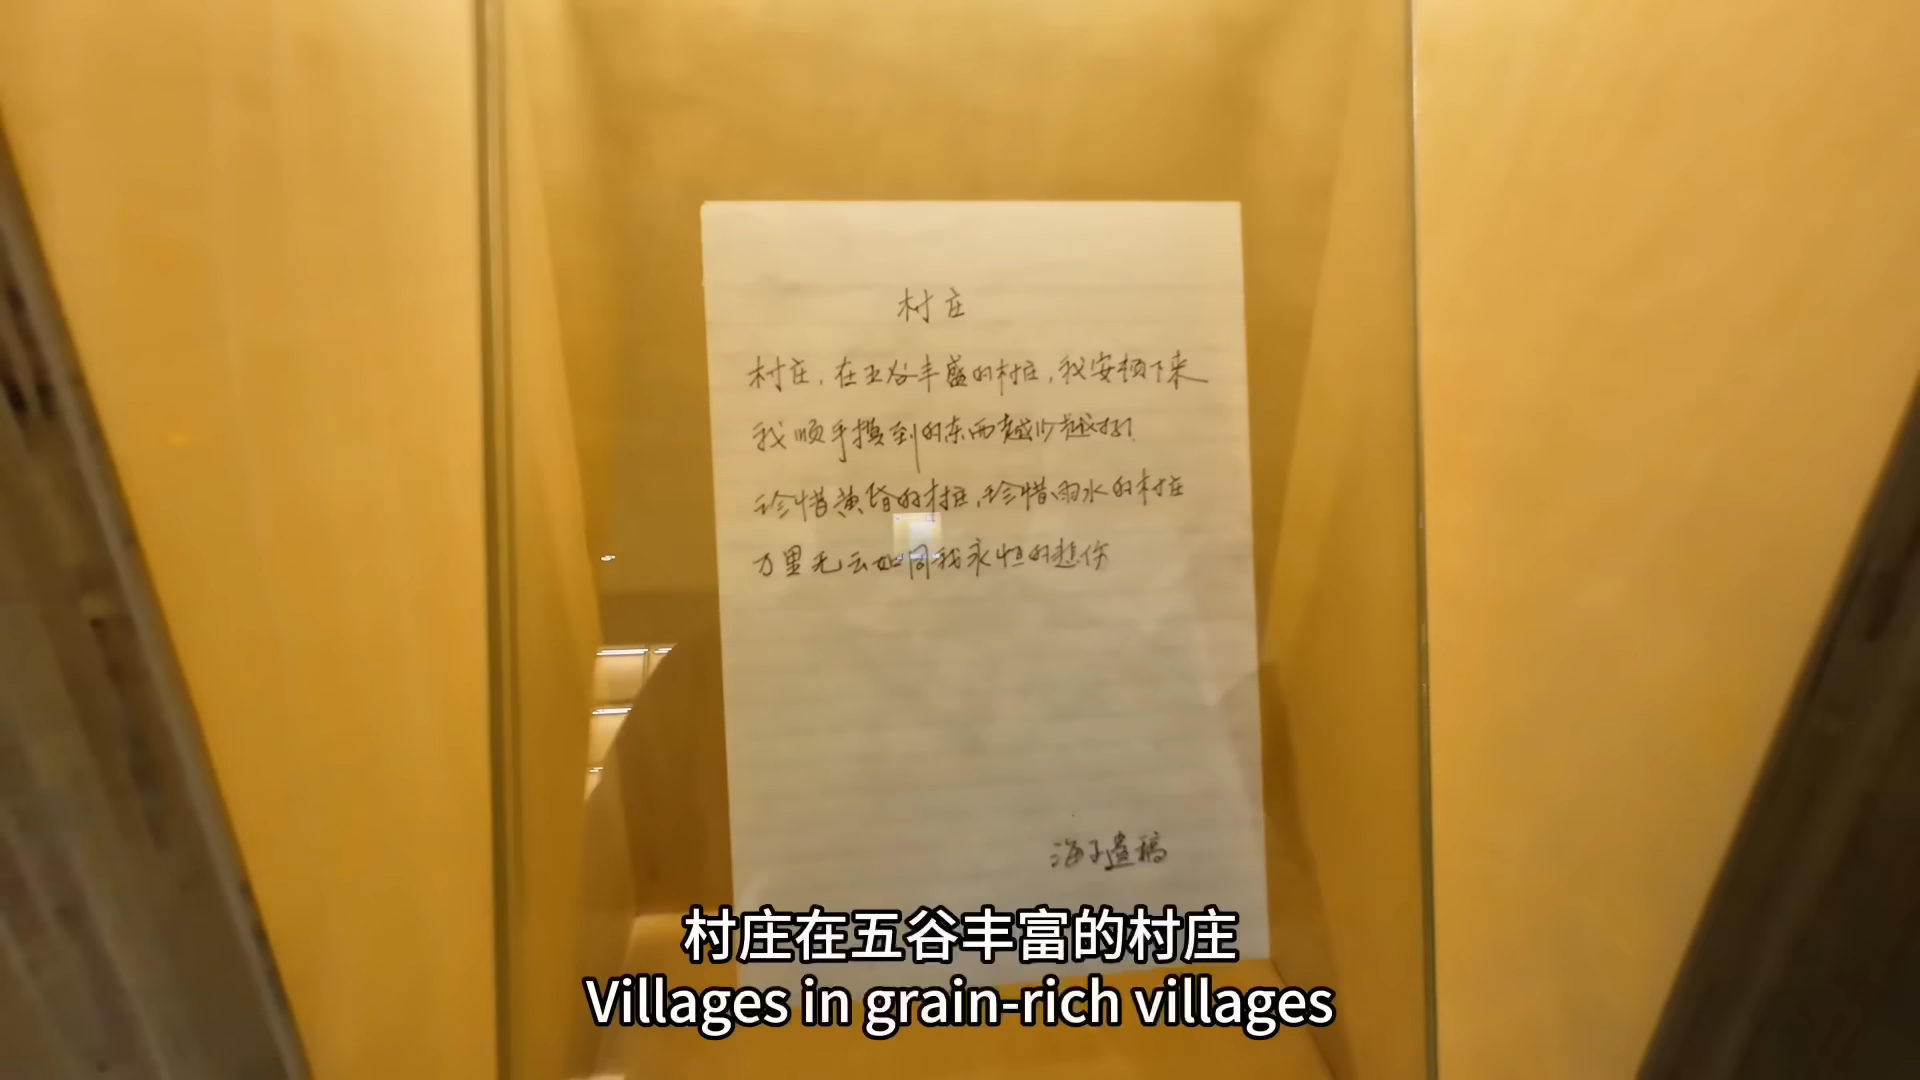 村庄
村庄，在五谷丰盛的村庄，我安顿下来
我顺手摸到的东西越少越好！
珍惜黄昏的村庄，珍惜雨水的村庄
万里无云如同我永恒的悲伤
海子遗稿
村庄在五谷丰富的村庄
Villages in grain-rich villages